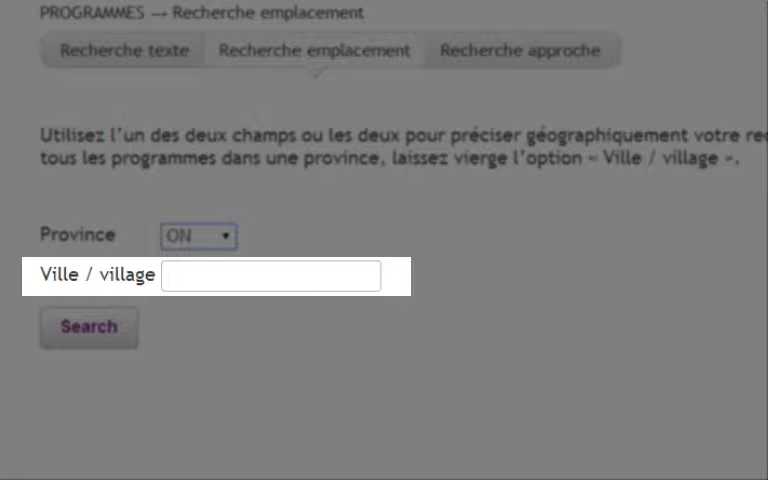 PROGRAMMES → Recherche emplacement
Recherche texte Recherche emplacement Recherche approche
Utilisez l'un des deux champs ou les deux pour préciser géographiquement votre
tous les programmes dans une province, laissez vierge l'option « Ville / village ».
Province ON
Ville / village
Search